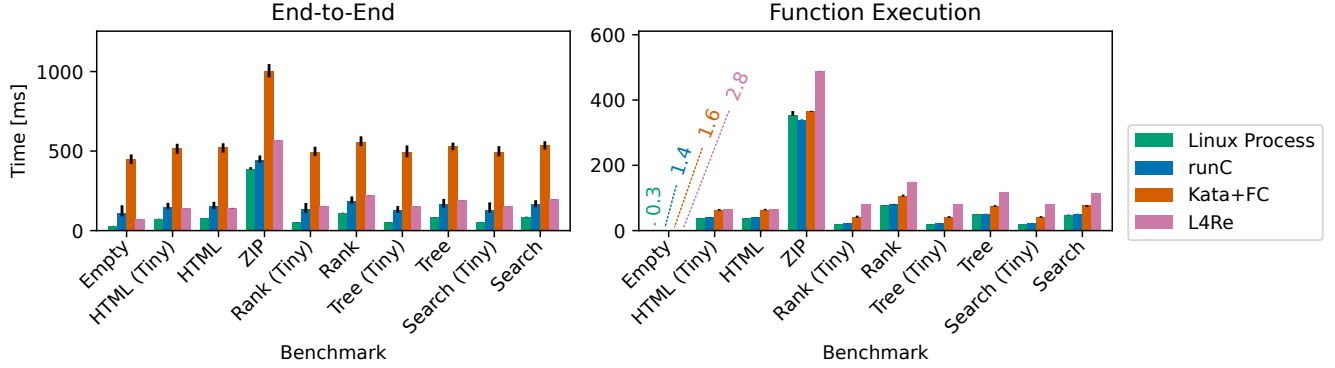 End-to-End
Time [ms]
1000
500
0
Empty
HTML (Tiny)
HTML
ZIP
Rank (Tiny)
Rank
Tree (Tiny)
Tree
Search (Tiny)
Search
Benchmark
Function Execution
600
400
200
0
0.3
1.4
1.6
2.8
Empty
HTML (Tiny)
HTML
ZIP
Rank (Tiny)
Rank
Tree (Tiny)
Tree
Search (Tiny)
Search
Benchmark
Linux Process
runC
Kata+FC
L4Re